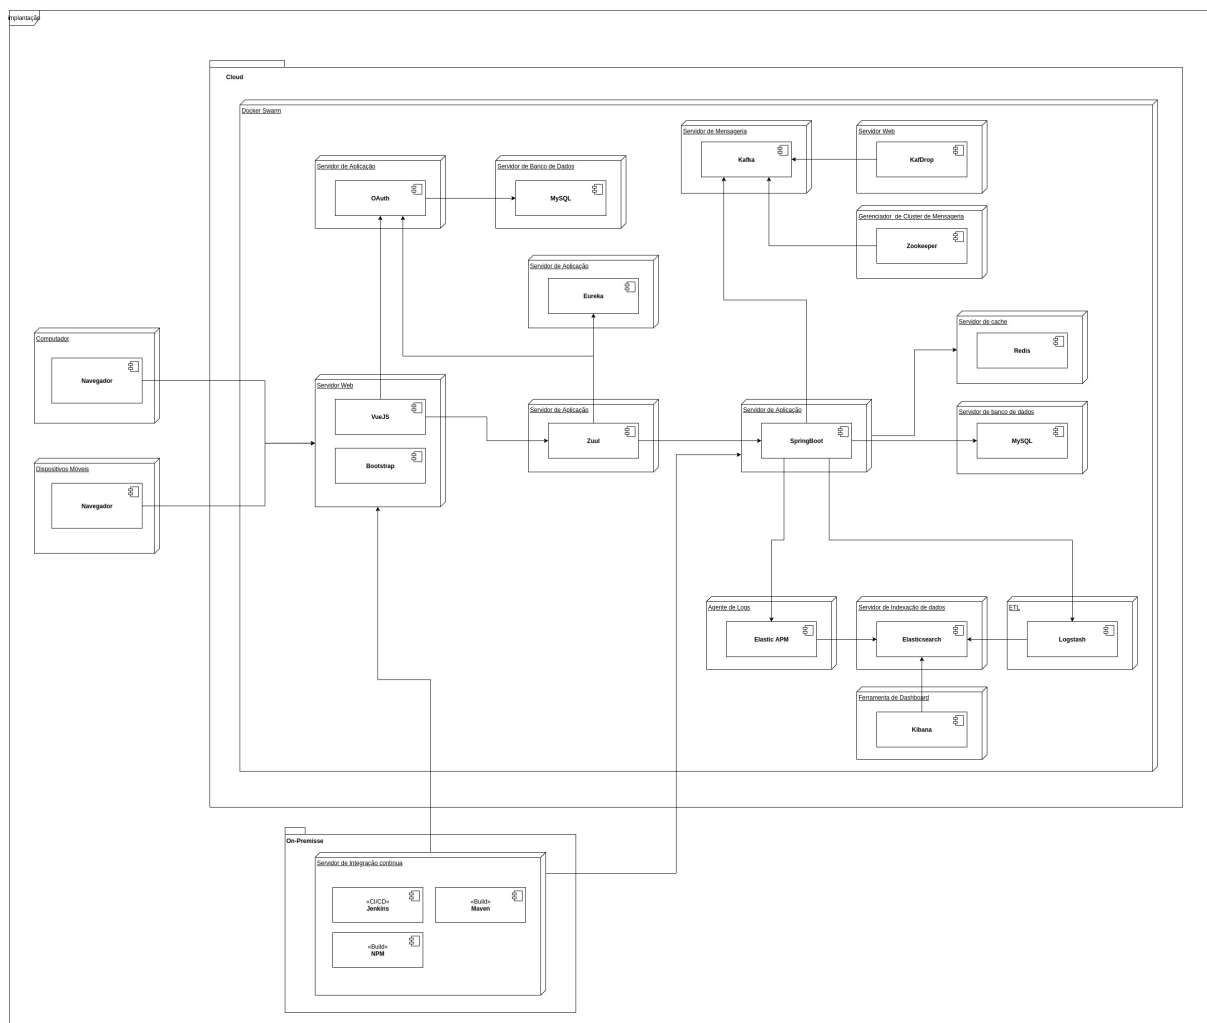 implantação
Cloud
Docker Swarm
Servidor de Mensageria
Kafka
Servidor Web
KafDrop
Servidor de Aplicação
OAuth
Servidor de Banco de Dados
MySQL
Gerenciador  de Cluster de Mensageria
Zookeeper
Servidor de Aplicação
Eureka
Servidor de cache
Redis
Computador
Navegador
Servidor Web
VueJS
Bootstrap
Servidor de Aplicação
Zuul
Servidor de Aplicação
SpringBoot
Servidor de banco de dados
MySQL
Dispositivos Móveis
Navegador
Agente de Logs
Elastic APM
Servidor de Indexação de dados
Elasticsearch
ETL
Logstash
Ferramenta de Dashboard
Kibana
On-Premisse
Servidor de Integração contínua
«CI/CD»
Jenkins
«Build»
Maven
«Build»
NPM